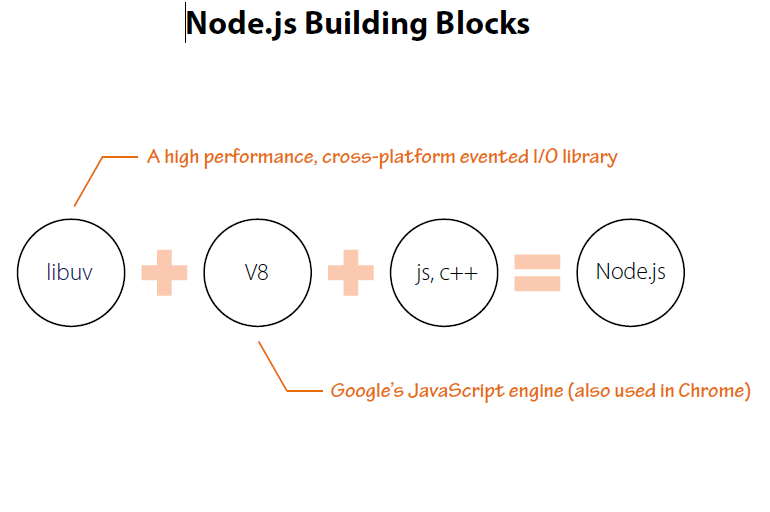 Node.js Building Blocks
A high performance, cross-platform evented I/O library
libuv
V8
js, c++
Node.js
Google's JavaScript engine (also used in Chrome)